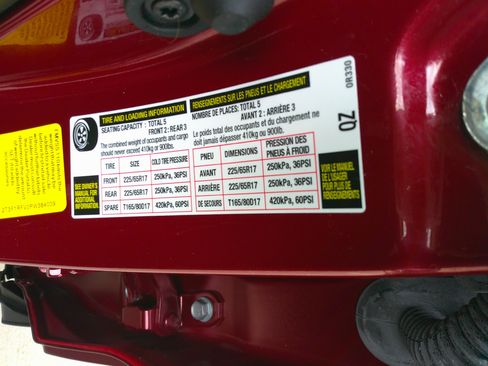 TIRE AND LOADING INFORMATION
SEATING CAPACITY : TOTAL 5
FRONT 2 : REAR 3
The combined weight of occupants and cargo
should never exceed 410kg or 900lb.
TIRE SIZE COLD TIRE PRESSURE
FRONT 225/65R17 250kPa, 36PSI
REAR 225/65R17 250kPa, 36PSI
SPARE T165/80D17 420kPa, 60PSI
SEE OWNER'S
MANUAL FOR
ADDITIONAL
INFORMATION
RENSEIGNEMENTS SUR LES PNEUS ET LE CHARGEMENT
NOMBRE DE PLACES: TOTAL 5
AVANT 2 : ARRIÈRE 3
Le poids total des occupants et du chargement ne
doit jamais dépasser 410kg ou 900lb.
PNEU DIMENSIONS PRESSION DES
PNEUS À FROID
AVANT 225/65R17 250kPa, 36PSI
ARRIÈRE 225/65R17 250kPa, 36PSI
DE SECOURS T165/80D17 420kPa, 60PSI
VOIR LE MANUEL
DE L'USAGER
POUR PLUS DE
RENSEIGNEMENTS
QZ
0R330